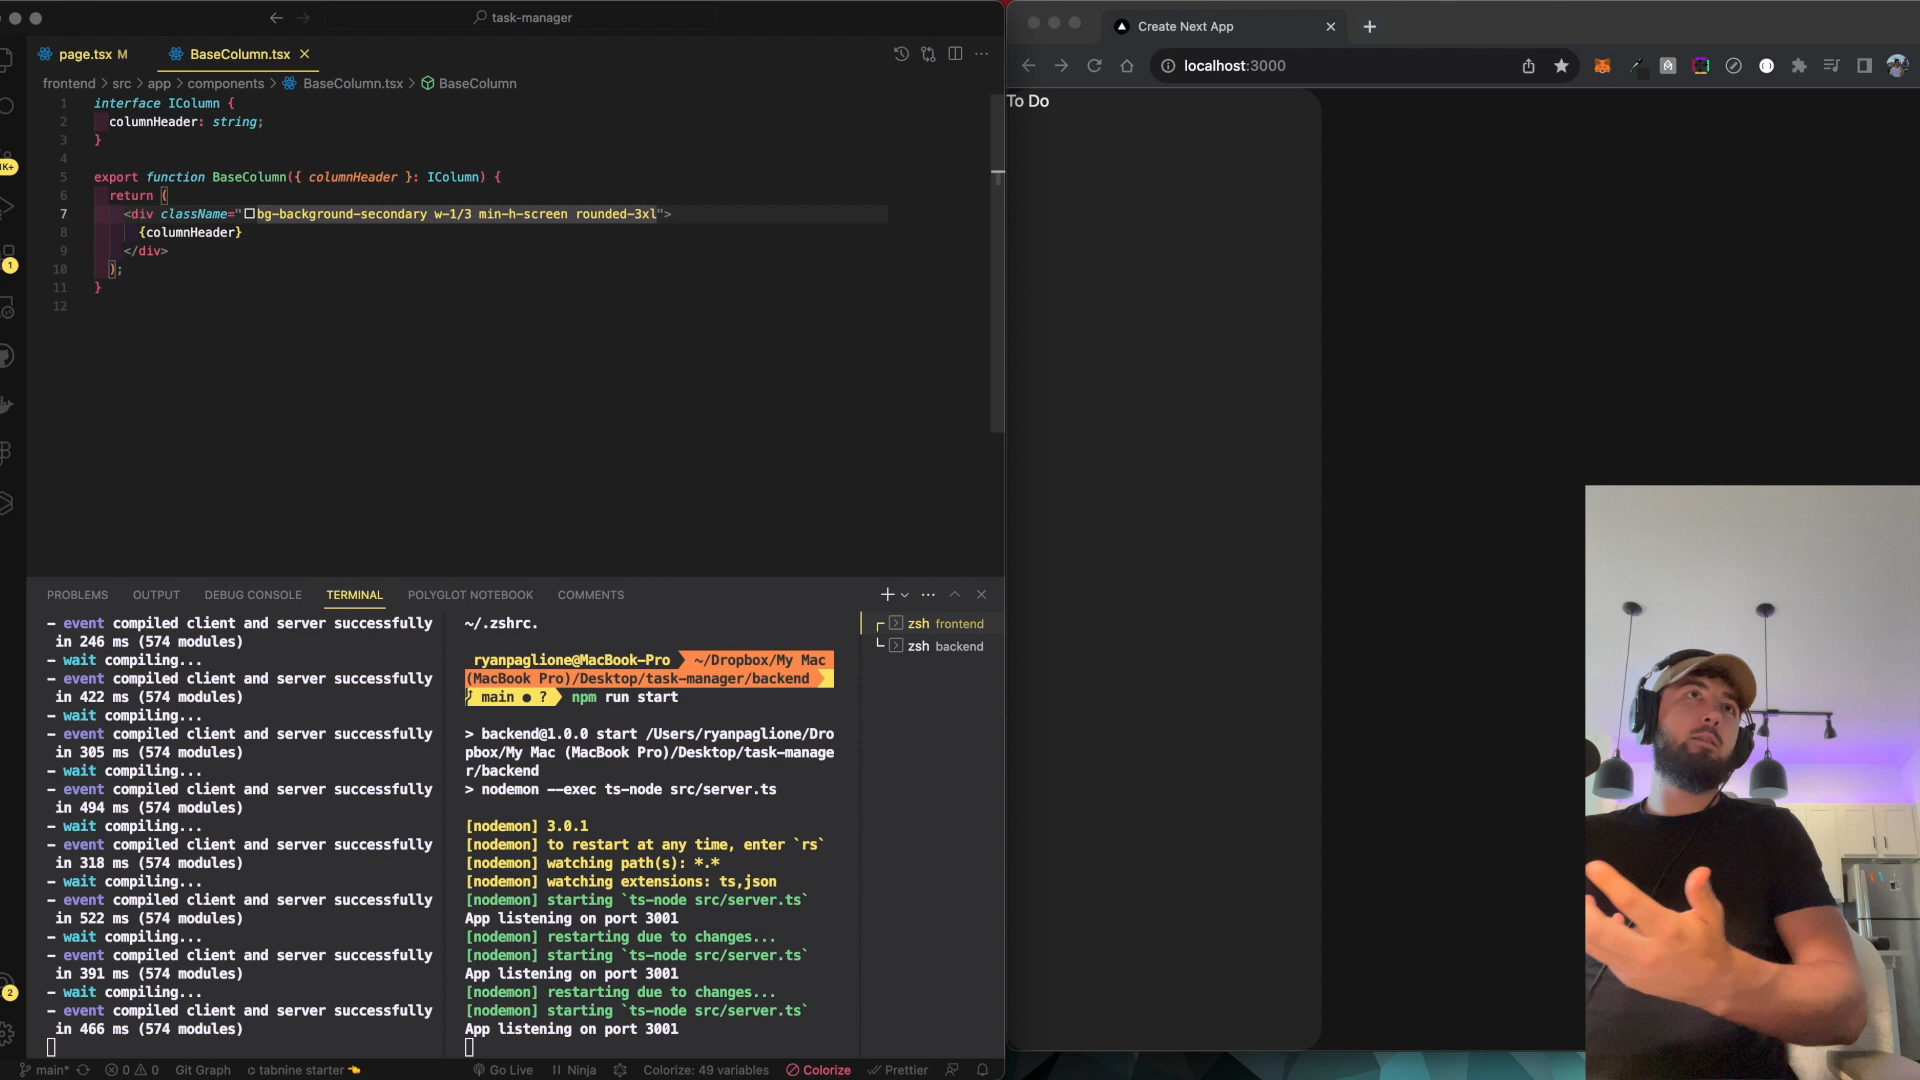 task-manager
page.tsx M
BaseColumn.tsx
frontend > src > app > components > BaseColumn.tsx > BaseColumn
1 interface IColumn {
2 columnHeader: string;
3 }
4
5 export function BaseColumn({ columnHeader }: IColumn) {
6 return (
7 <div className="bg-background-secondary w-1/3 min-h-screen rounded-3xl">
8 {columnHeader}
9 </div>
10 );
11 }
12
1K+
1
2
PROBLEMS OUTPUT DEBUG CONSOLE TERMINAL POLYGLOT NOTEBOOK COMMENTS
- event compiled client and server successfully
in 246 ms (574 modules)
- wait compiling...
- event compiled client and server successfully
in 422 ms (574 modules)
- wait compiling...
- event compiled client and server successfully
in 305 ms (574 modules)
- wait compiling...
- event compiled client and server successfully
in 494 ms (574 modules)
- wait compiling...
- event compiled client and server successfully
in 318 ms (574 modules)
- wait compiling...
- event compiled client and server successfully
in 522 ms (574 modules)
- wait compiling...
- event compiled client and server successfully
in 391 ms (574 modules)
- wait compiling...
- event compiled client and server successfully
in 466 ms (574 modules)
~/.zshrc.
ryanpaglione@MacBook-Pro ~/Dropbox/My Mac
(MacBook Pro)/Desktop/task-manager/backend
main ● ? npm run start
> backend@1.0.0 start /Users/ryanpaglione/Dro
pbox/My Mac (MacBook Pro)/Desktop/task-manage
r/backend
> nodemon --exec ts-node src/server.ts
[nodemon] 3.0.1
[nodemon] to restart at any time, enter `rs`
[nodemon] watching path(s): *.*
[nodemon] watching extensions: ts,json
[nodemon] starting `ts-node src/server.ts`
App listening on port 3001
[nodemon] restarting due to changes...
[nodemon] starting `ts-node src/server.ts`
App listening on port 3001
[nodemon] restarting due to changes...
[nodemon] starting `ts-node src/server.ts`
App listening on port 3001
zsh frontend
zsh backend
main* 0 0 Git Graph tabnine starter Go Live Ninja Colorize: 49 variables Colorize Prettier
Create Next App
localhost:3000
To Do